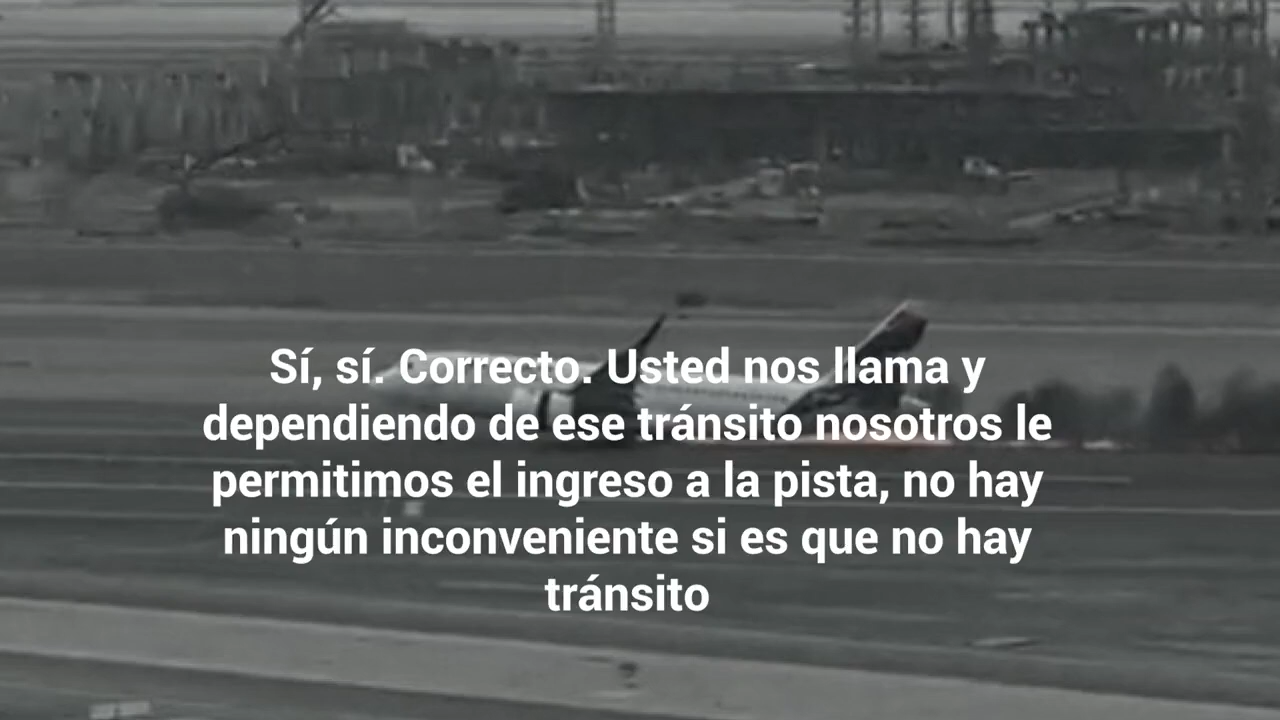 Sí, sí. Correcto. Usted nos llama y
dependiendo de ese tránsito nosotros le
permitimos el ingreso a la pista, no hay
ningún inconveniente si es que no hay
tránsito